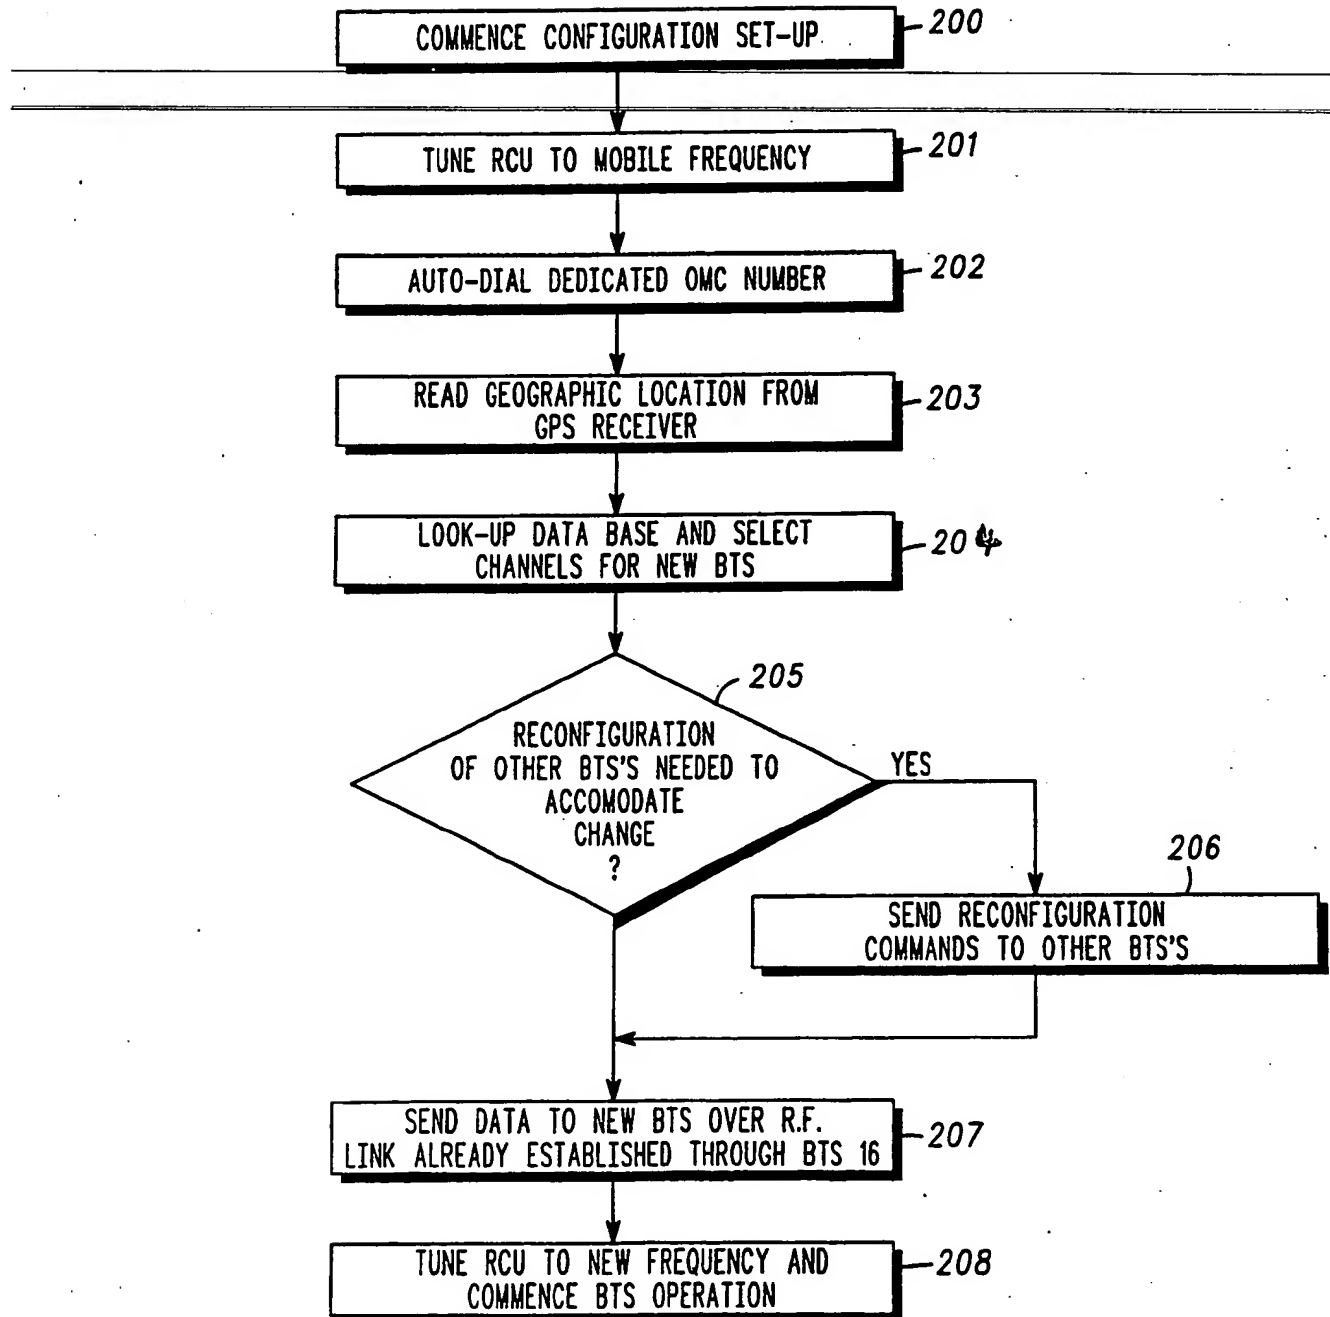 COMMENCE CONFIGURATION SET-UP
200
TUNE RCU TO MOBILE FREQUENCY
201
AUTO-DIAL DEDICATED OMC NUMBER
202
READ GEOGRAPHIC LOCATION FROM
GPS RECEIVER
203
LOOK-UP DATA BASE AND SELECT
CHANNELS FOR NEW BTS
204
205
RECONFIGURATION
OF OTHER BTS'S NEEDED TO
ACCOMODATE
CHANGE
?
YES
206
SEND RECONFIGURATION
COMMANDS TO OTHER BTS'S
SEND DATA TO NEW BTS OVER R.F.
LINK ALREADY ESTABLISHED THROUGH BTS 16
207
TUNE RCU TO NEW FREQUENCY AND
COMMENCE BTS OPERATION
208